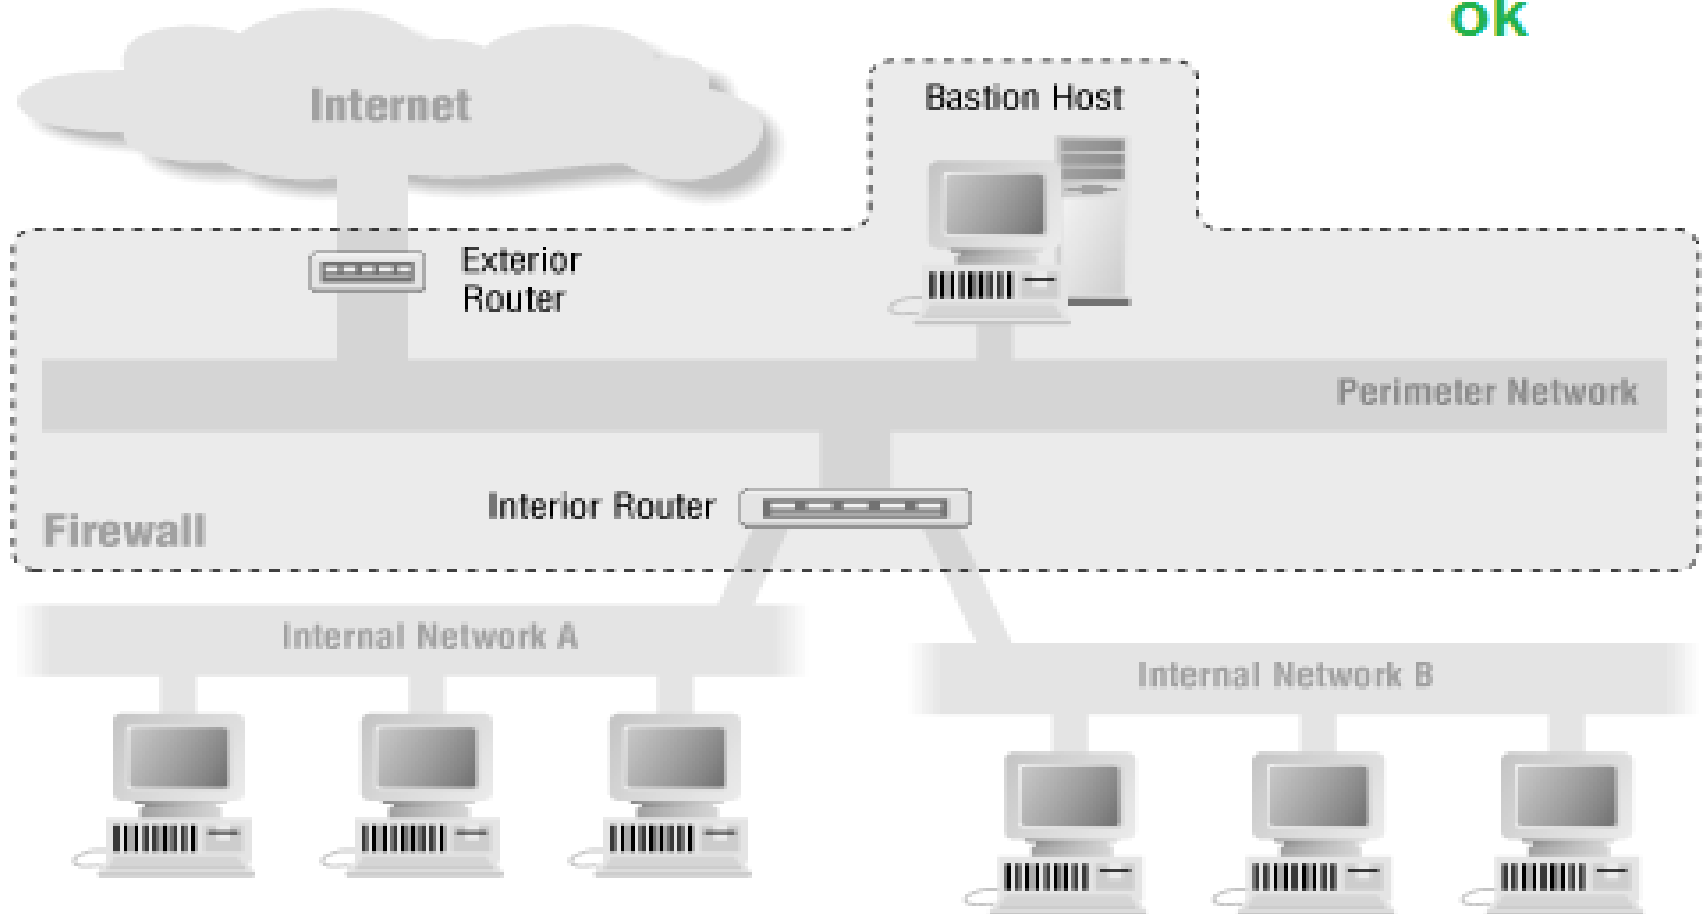 ok
Internet
Bastion Host
Exterior
Router
Perimeter Network
Interior Router
Firewall
Internal Network A
Internal Network B